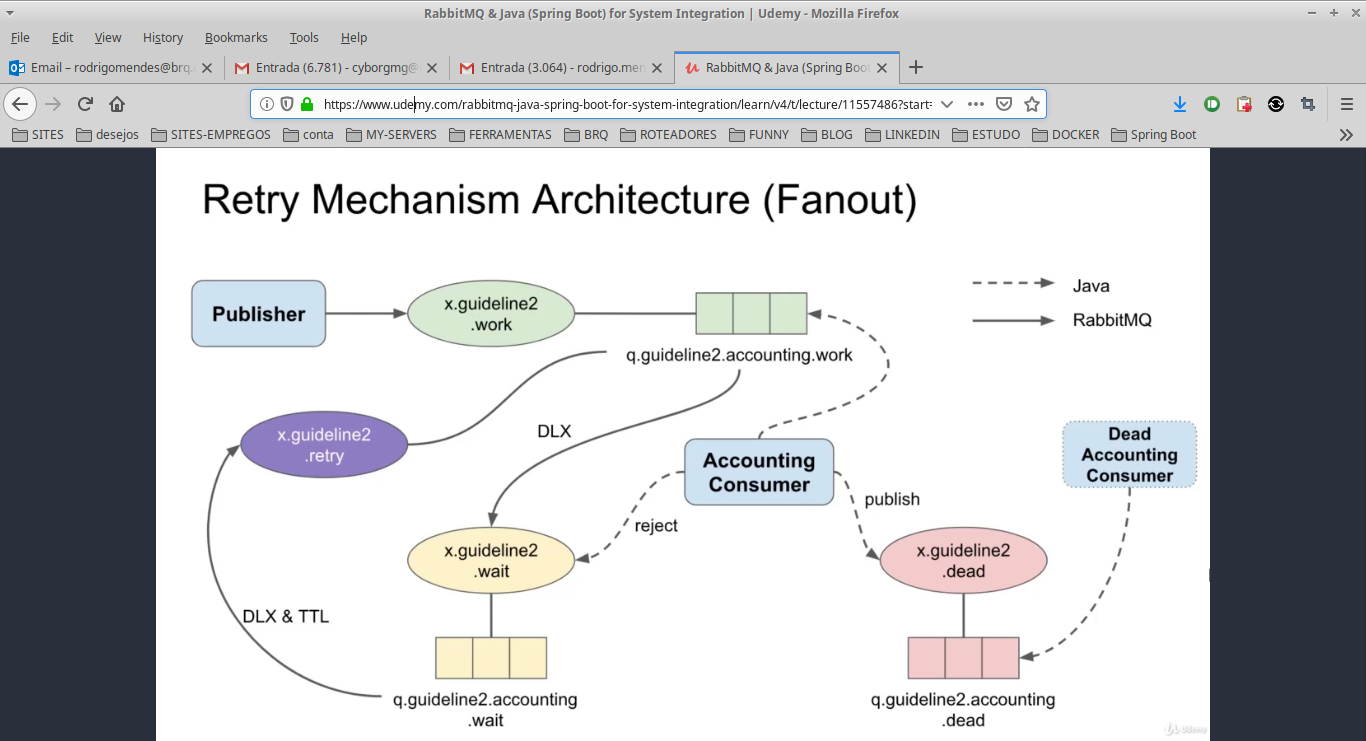 RabbitMQ & Java (Spring Boot) for System Integration | Udemy - Mozilla Firefox
File Edit View History Bookmarks Tools Help
Email – rodrigomendes@brq. Entrada (6.781) - cyborgmg@ Entrada (3.064) - rodrigo.men RabbitMQ & Java (Spring Boot
https://www.udemy.com/rabbitmq-java-spring-boot-for-system-integration/learn/v4/t/lecture/11557486?start=
SITES desejos SITES-EMPREGOS conta MY-SERVERS FERRAMENTAS BRQ ROTEADORES FUNNY BLOG LINKEDIN ESTUDO DOCKER Spring Boot
Retry Mechanism Architecture (Fanout)
Publisher
x.guideline2
.work
q.guideline2.accounting.work
Java
RabbitMQ
x.guideline2
.retry
DLX
Accounting
Consumer
Dead
Accounting
Consumer
reject
publish
x.guideline2
.wait
x.guideline2
.dead
DLX & TTL
q.guideline2.accounting
.wait
q.guideline2.accounting
.dead
Udemy